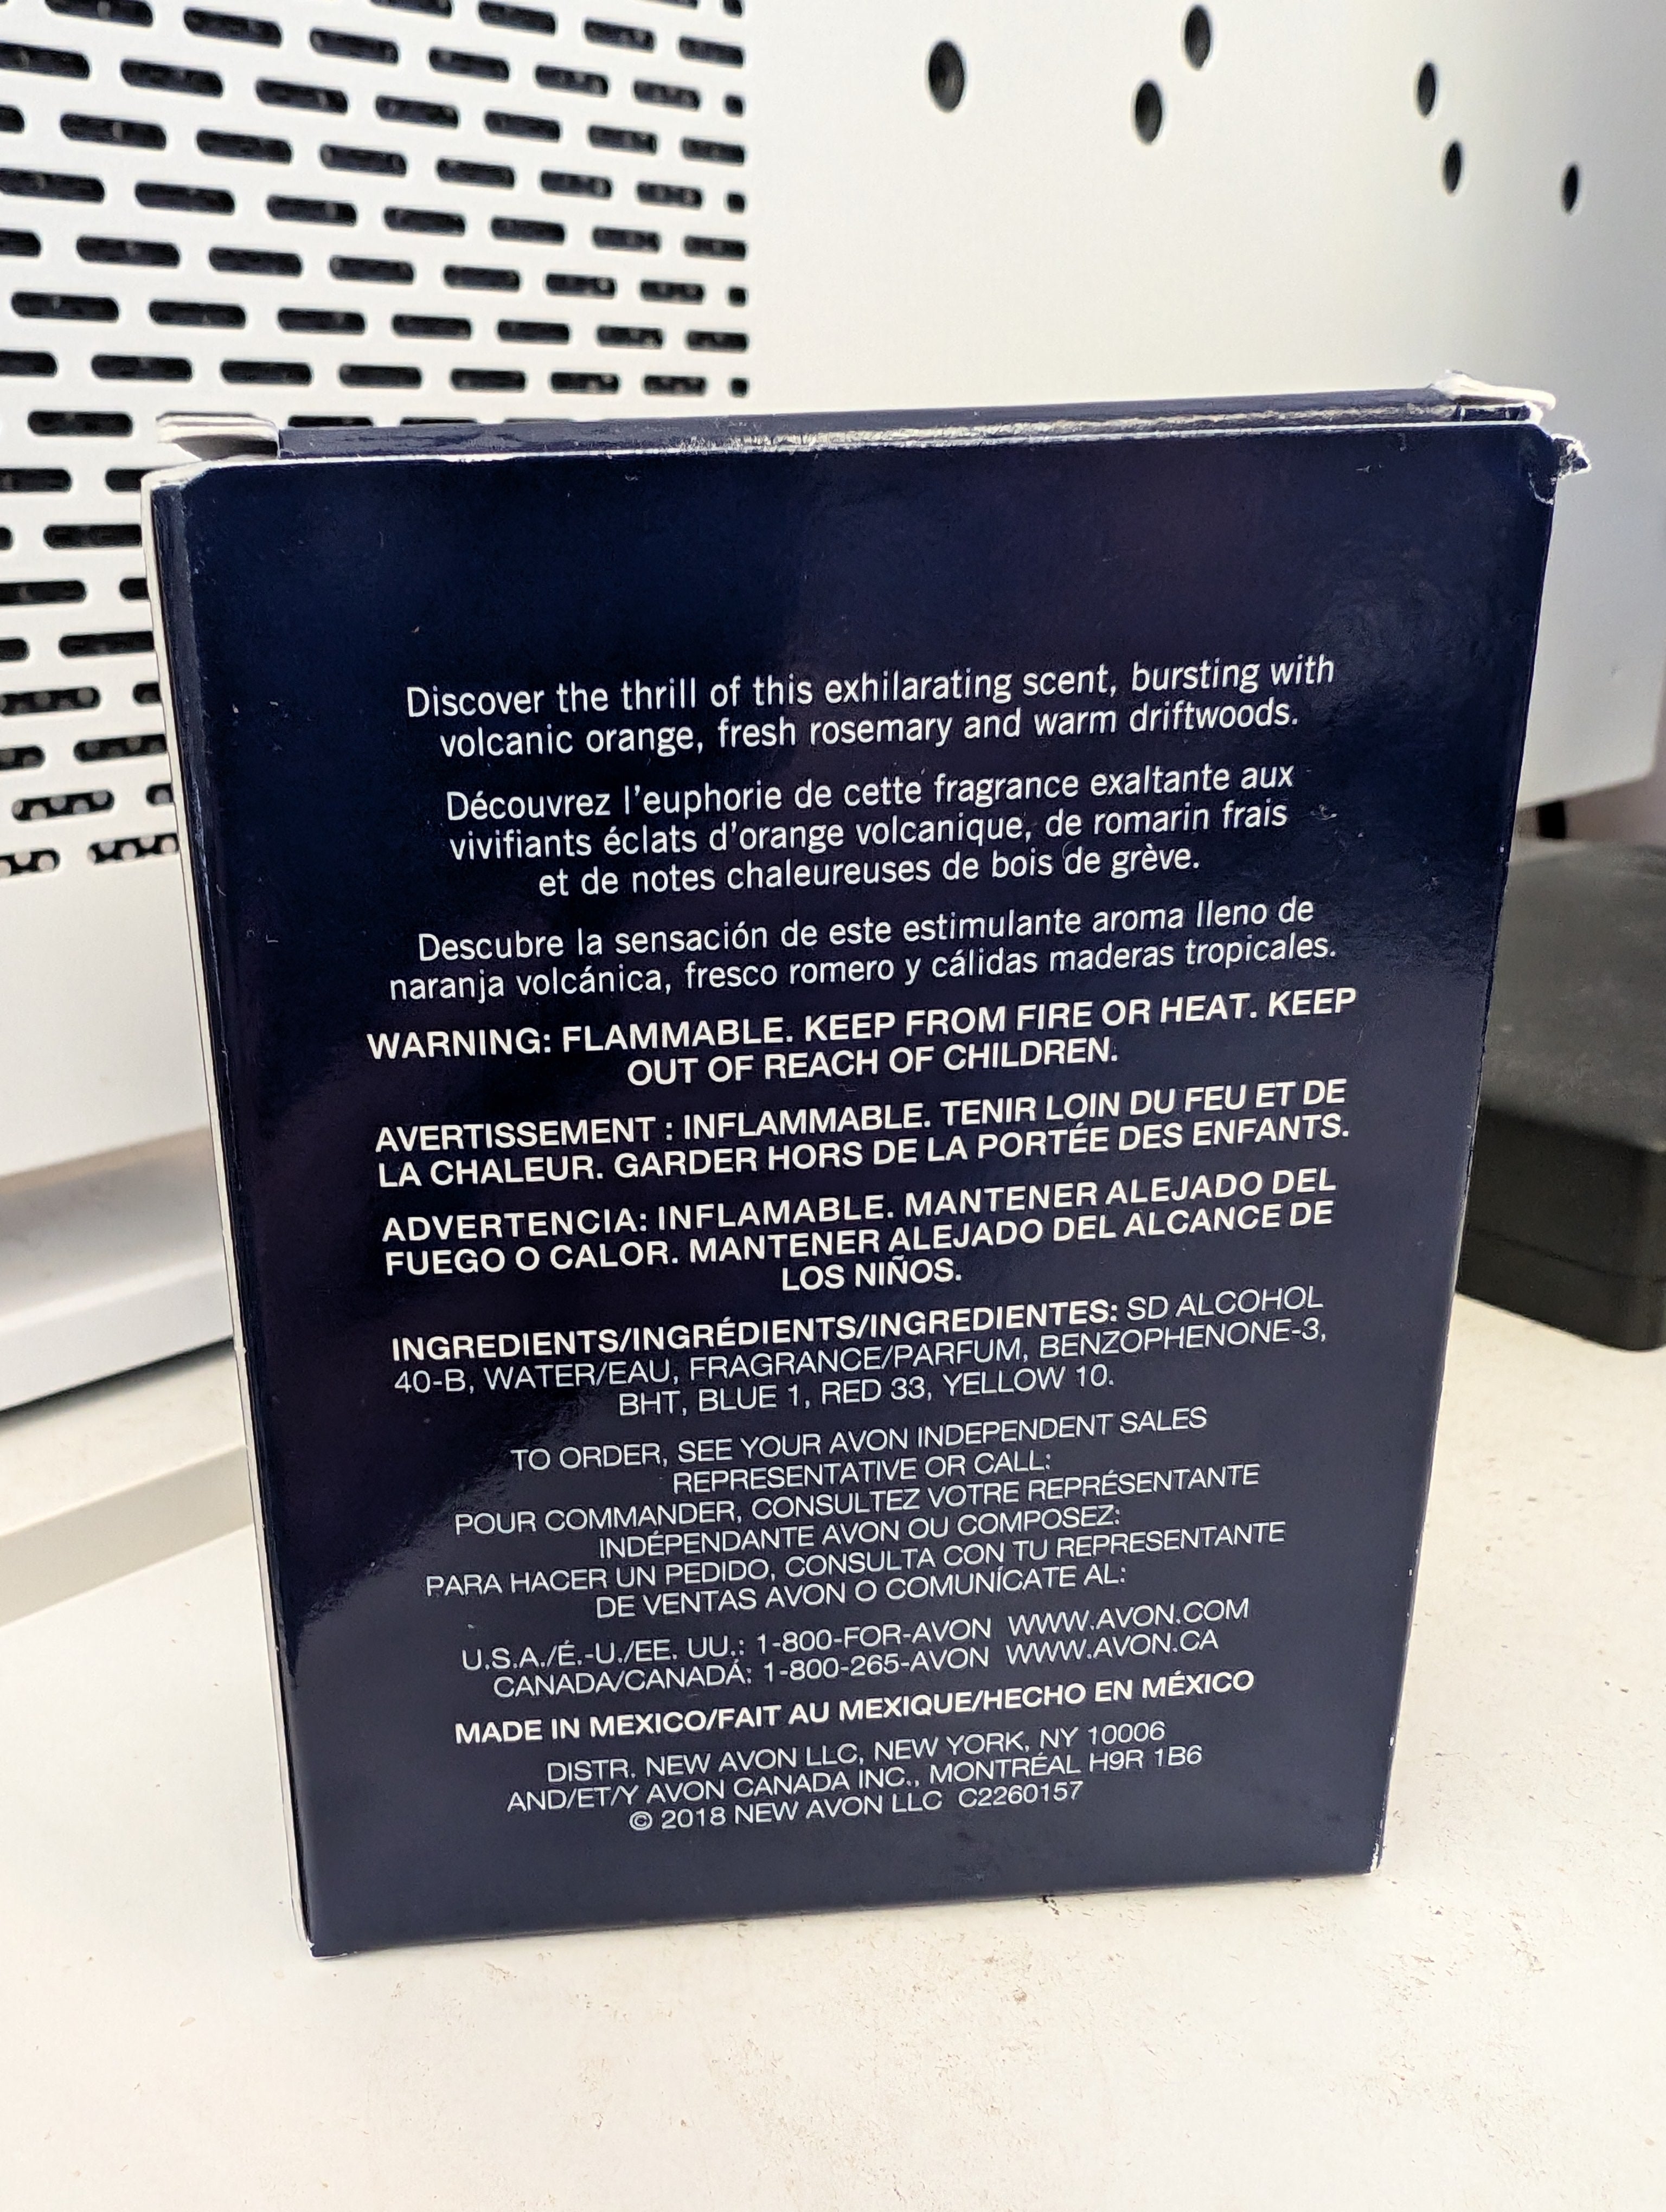 Discover the thrill of this exhilarating scent, bursting with
volcanic orange, fresh rosemary and warm driftwoods.
Découvrez l'euphorie de cette fragrance exaltante aux
vivifiants éclats d'orange volcanique, de romarin frais
et de notes chaleureuses de bois de grève.
Descubre la sensación de este estimulante aroma lleno de
naranja volcánica, fresco romero y cálidas maderas tropicales.
WARNING: FLAMMABLE. KEEP FROM FIRE OR HEAT. KEEP
OUT OF REACH OF CHILDREN.
AVERTISSEMENT : INFLAMMABLE. TENIR LOIN DU FEU ET DE
LA CHALEUR. GARDER HORS DE LA PORTÉE DES ENFANTS.
ADVERTENCIA: INFLAMABLE. MANTENER ALEJADO DEL
FUEGO O CALOR. MANTENER ALEJADO DEL ALCANCE DE
LOS NIÑOS.
INGREDIENTS/INGRÉDIENTS/INGREDIENTES: SD ALCOHOL
40-B, WATER/EAU, FRAGRANCE/PARFUM, BENZOPHENONE-3,
BHT, BLUE 1, RED 33, YELLOW 10.
TO ORDER, SEE YOUR AVON INDEPENDENT SALES
REPRESENTATIVE OR CALL:
POUR COMMANDER, CONSULTEZ VOTRE REPRÉSENTANTE
INDÉPENDANTE AVON OU COMPOSEZ:
PARA HACER UN PEDIDO, CONSULTA CON TU REPRESENTANTE
DE VENTAS AVON O COMUNÍCATE AL:
U.S.A./É.-U./EE. UU.: 1-800-FOR-AVON WWW.AVON.COM
CANADA/CANADÁ: 1-800-265-AVON WWW.AVON.CA
MADE IN MEXICO/FAIT AU MEXIQUE/HECHO EN MÉXICO
DISTR. NEW AVON LLC, NEW YORK, NY 10006
AND/ET/Y AVON CANADA INC., MONTRÉAL H9R 1B6
© 2018 NEW AVON LLC C2260157